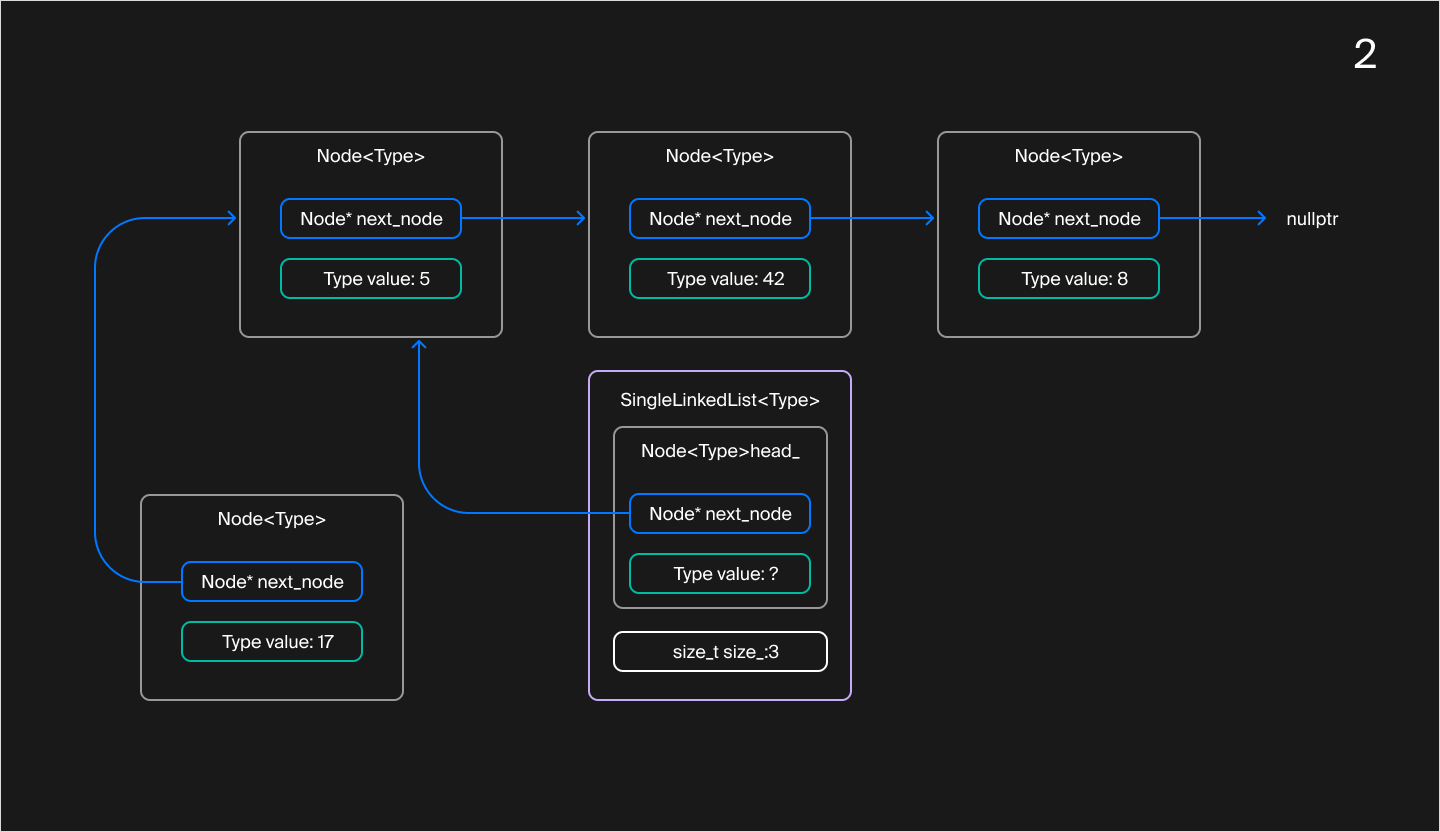 2
Node<Type>
Node* next_node
Type value: 5
Node<Type>
Node* next_node
Type value: 42
Node<Type>
Node* next_node
Type value: 8
nullptr
SingleLinkedList<Type>
Node<Type>head_
Node* next_node
Type value: ?
size_t size_:3
Node<Type>
Node* next_node
Type value: 17